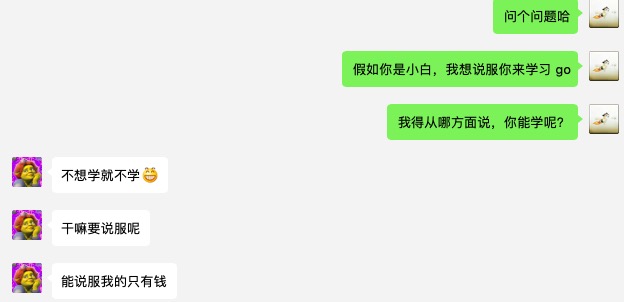 问个问题哈
假如你是小白，我想说服你来学习 go
我得从哪方面说，你能学呢?
不想学就不学😁
干嘛要说服呢
能说服我的只有钱